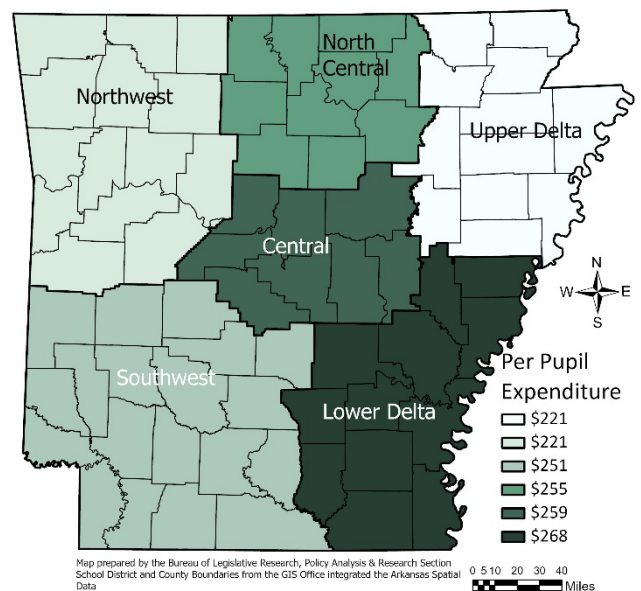 North
Central
Northwest
Upper Delta
Central
N
W E
S
Per Pupil
Expenditure
Southwest
Lower Delta
$221
$221
$251
$255
$259
$268
Map prepared by the Bureau of Legislative Research, Policy Analysis & Research Section
School District and County Boundaries from the GIS Office integrated the Arkansas Spatial
Data
0 5 10 20 30 40
Miles